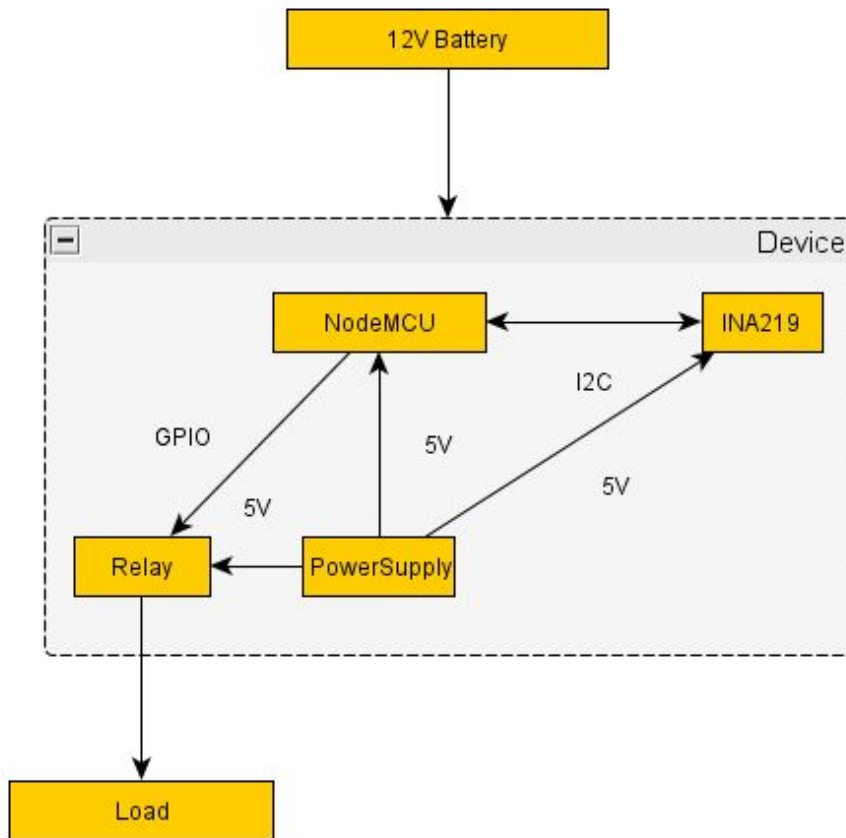 12V Battery
Device
NodeMCU
INA219
I2C
GPIO
5V
5V
5V
Relay
PowerSupply
Load